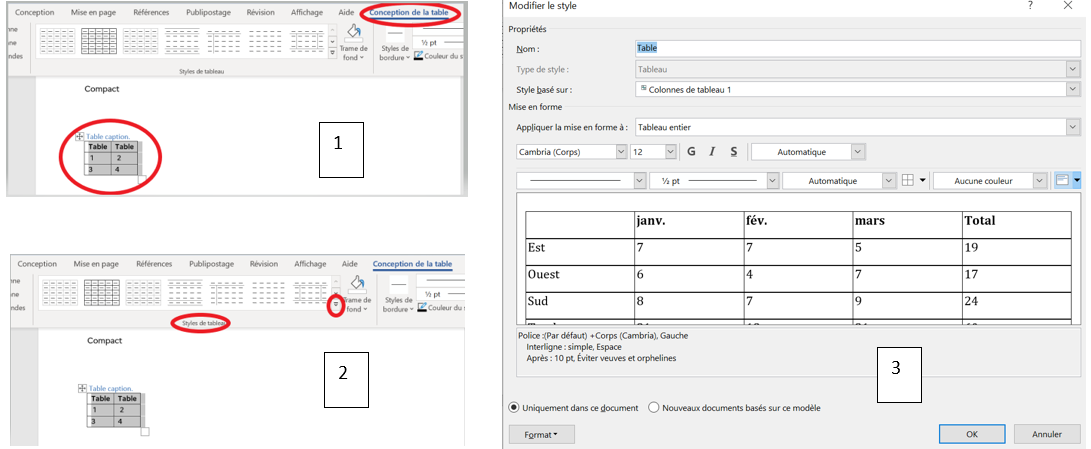 Conception Mise en page Références Publipostage Révision Affichage Aide Conception de la table
nne
ne
ndes
Trame de
fond
Styles de
bordure
½ pt
Couleur du s
Styles de tableau
Compact
Table caption.
Table Table
1 2
3 4
1
Conception Mise en page Références Publipostage Révision Affichage Aide Conception de la table
ne
ne
des
Trame de
fond
Styles de
bordure
½ pt
Couleur du s
Styles de tableau
Compact
Table caption.
Table Table
1 2
3 4
2
Modifier le style ?
Propriétés
Nom : Table
Type de style : Tableau
Style basé sur : Colonnes de tableau 1
Mise en forme
Appliquer la mise en forme à : Tableau entier
Cambria (Corps) 12 G I S Automatique
½ pt Automatique Aucune couleur
janv. fév. mars Total
Est 7 7 5 19
Ouest 6 4 7 17
Sud 8 7 9 24
Police :(Par défaut) +Corps (Cambria), Gauche
Interligne : simple, Espace
Après : 10 pt, Éviter veuves et orphelines
3
Uniquement dans ce document Nouveaux documents basés sur ce modèle
Format OK Annuler